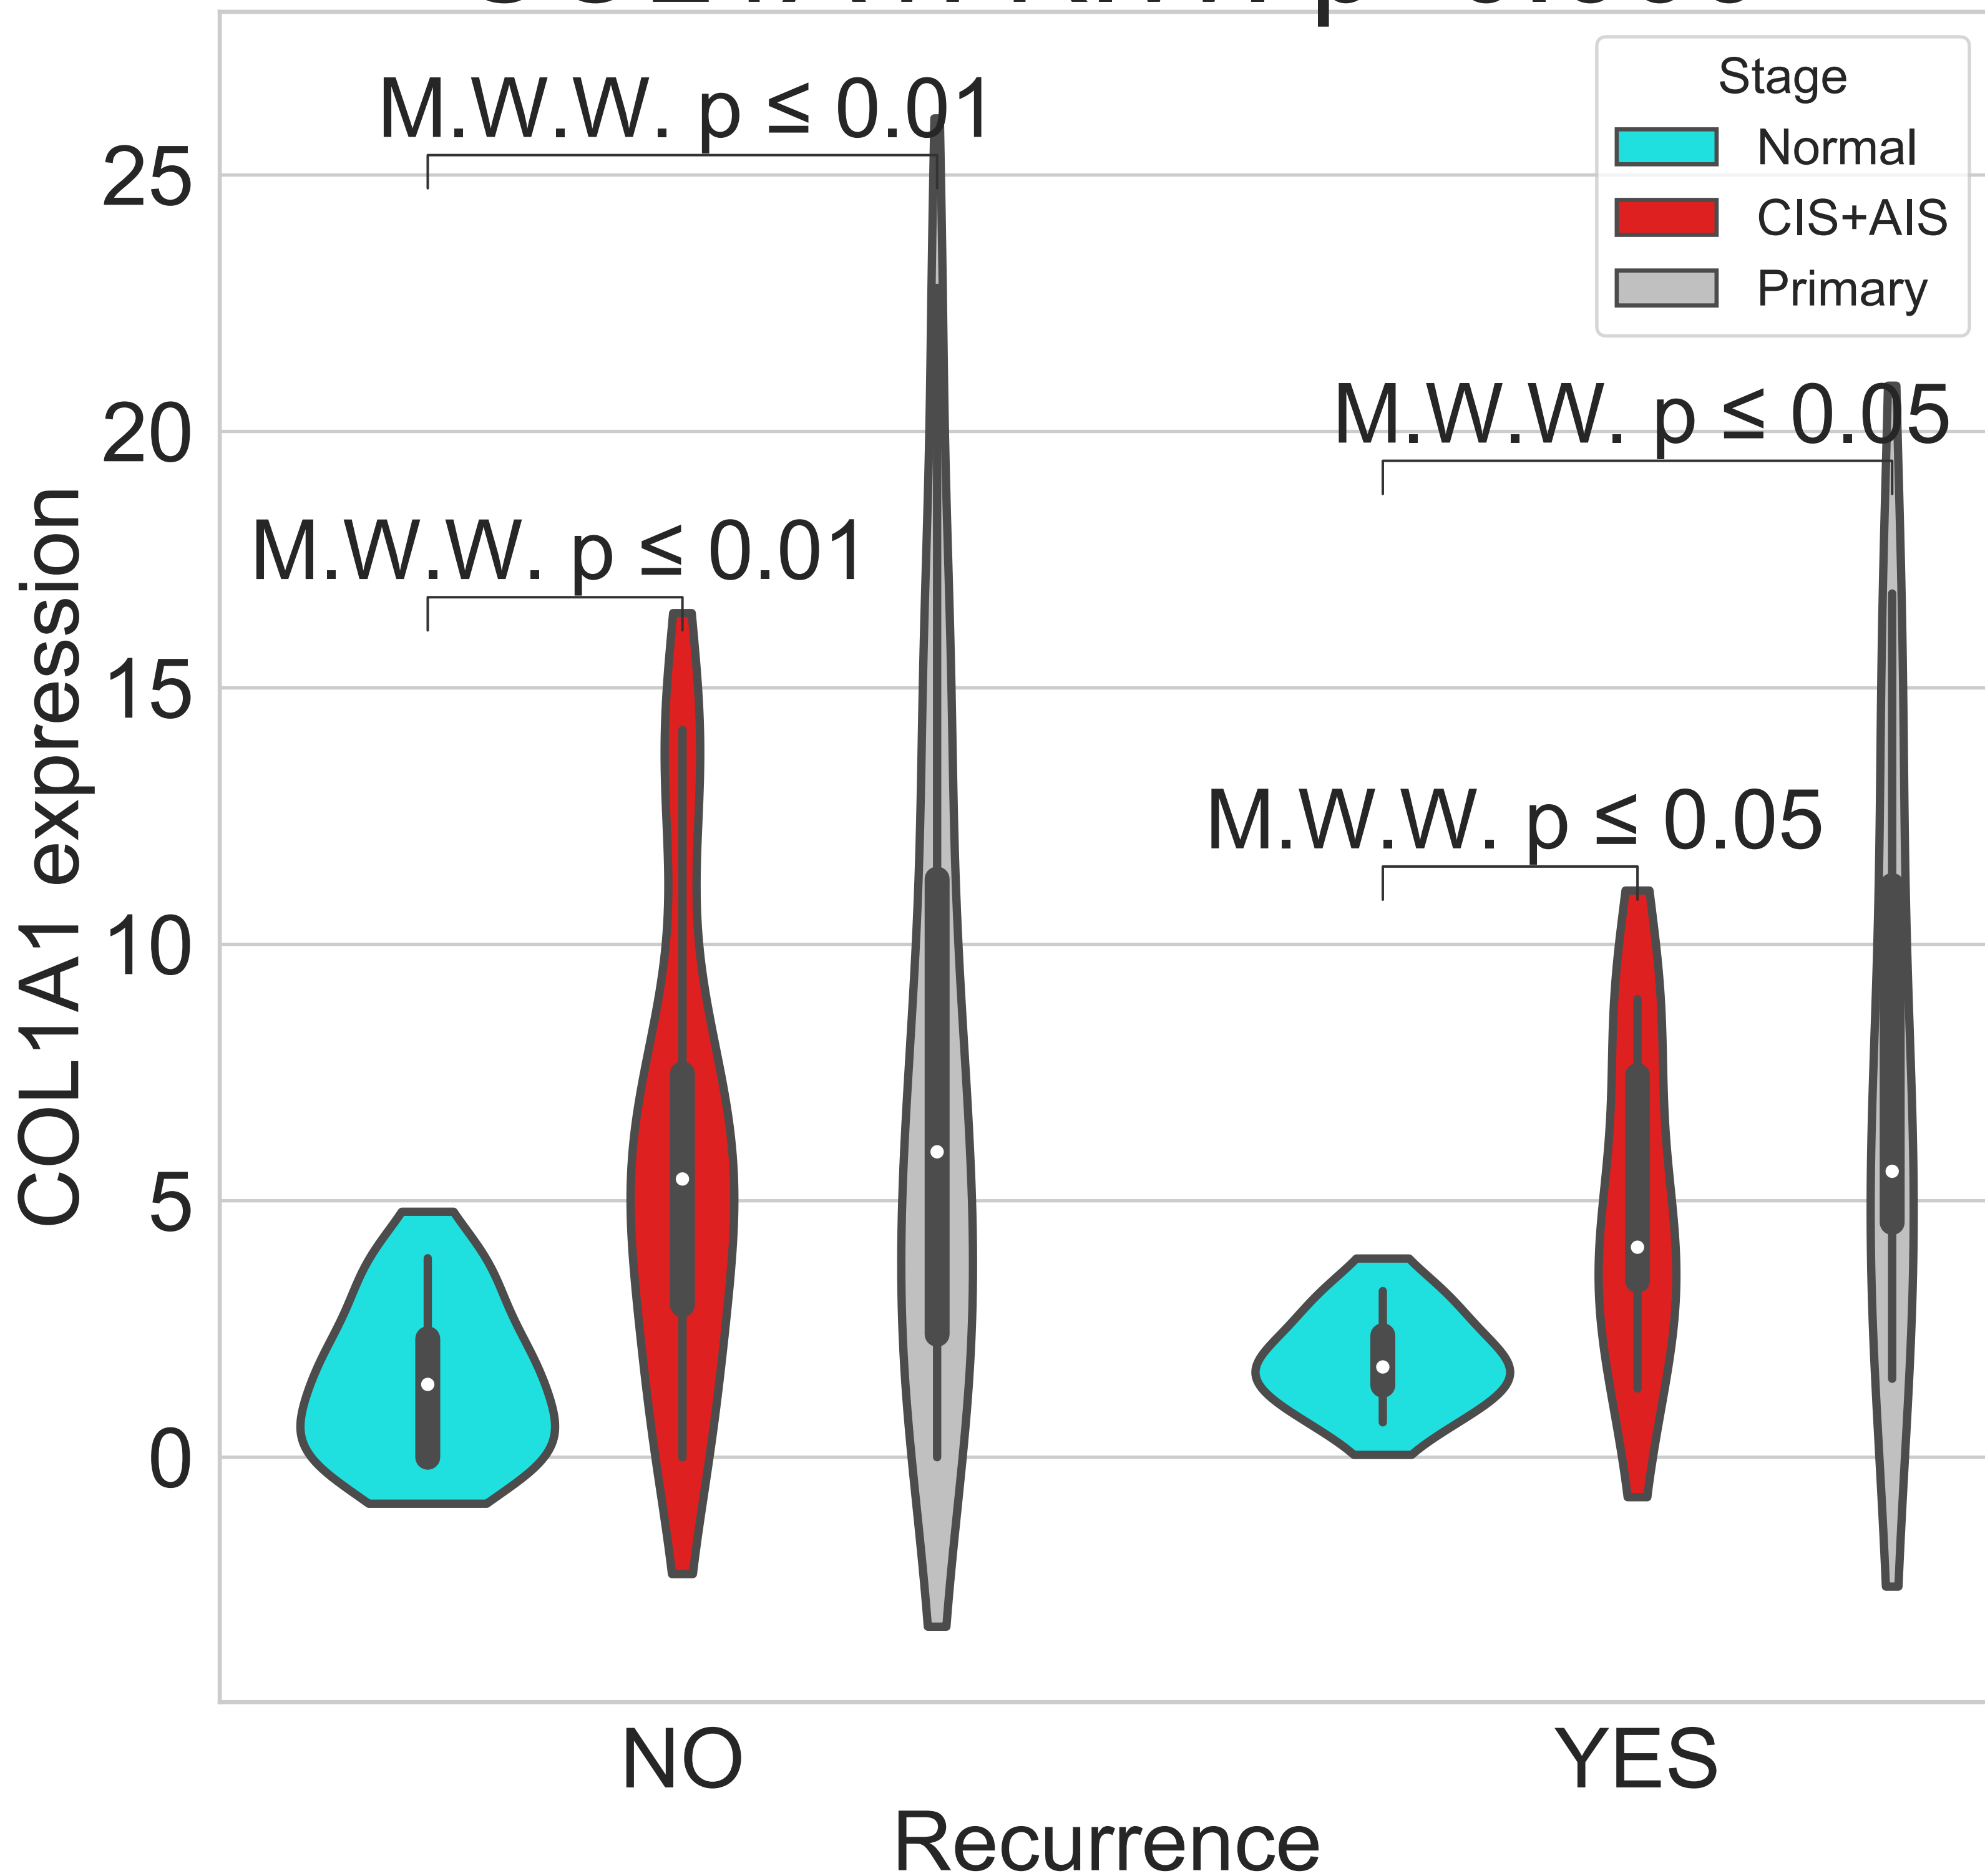 M.W.W. p ≤ 0.01
Stage
Normal
CIS+AIS
Primary
25
20
15
10
5
0
M.W.W. p ≤ 0.05
M.W.W. p ≤ 0.01
M.W.W. p ≤ 0.05
COL1A1 expression
NO
YES
Recurrence